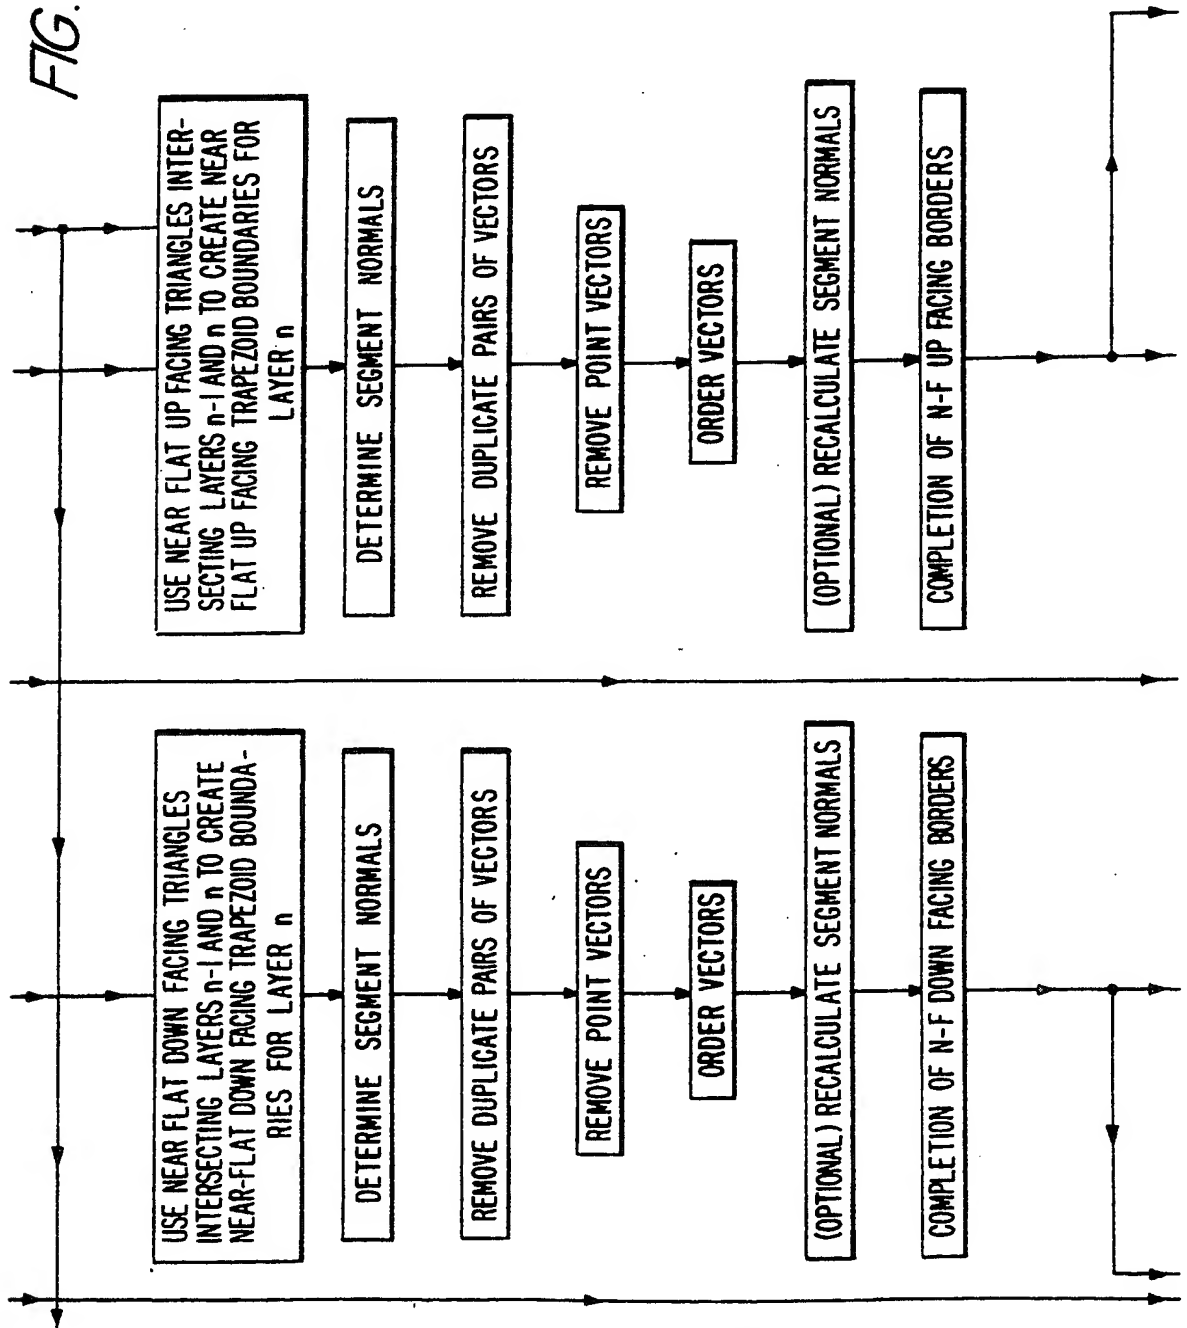 FIG.
USE NEAR FLAT DOWN FACING TRIANGLES
INTERSECTING LAYERS n-1 AND n TO CREATE
NEAR-FLAT DOWN FACING TRAPEZOID BOUNDA-
RIES FOR LAYER n
DETERMINE SEGMENT NORMALS
REMOVE DUPLICATE PAIRS OF VECTORS
REMOVE POINT VECTORS
ORDER VECTORS
(OPTIONAL) RECALCULATE SEGMENT NORMALS
COMPLETION OF N-F DOWN FACING BORDERS
USE NEAR FLAT UP FACING TRIANGLES INTER-
SECTING LAYERS n-1 AND n TO CREATE NEAR
FLAT UP FACING TRAPEZOID BOUNDARIES FOR
LAYER n
DETERMINE SEGMENT NORMALS
REMOVE DUPLICATE PAIRS OF VECTORS
REMOVE POINT VECTORS
ORDER VECTORS
(OPTIONAL) RECALCULATE SEGMENT NORMALS
COMPLETION OF N-F UP FACING BORDERS